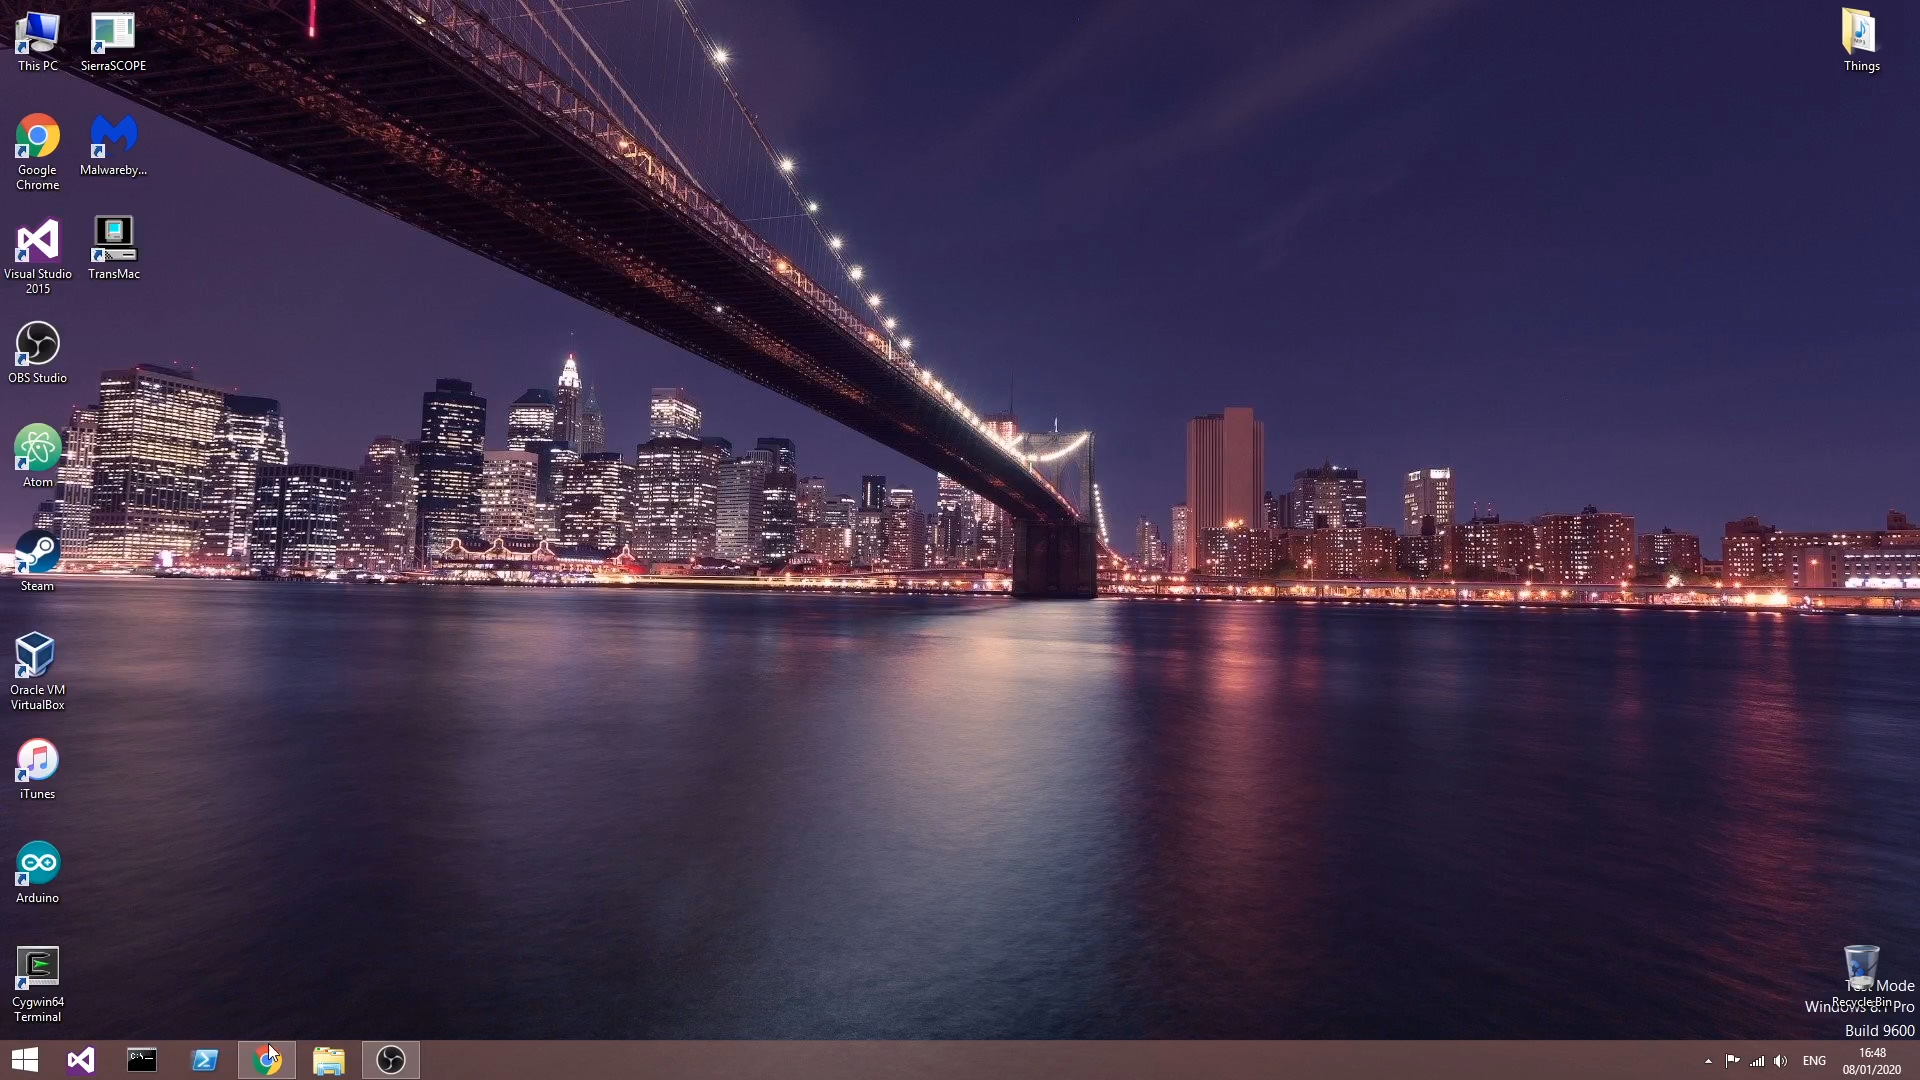 This PC
SierraSCOPE
Things
Google
Chrome
Malwareby...
Visual Studio
2015
TransMac
OBS Studio
Atom
Steam
Oracle VM
VirtualBox
iTunes
Arduino
Cygwin64
Terminal
Test Mode
Recycle Bin
Windows 8.1 Pro
Build 9600
C:\_
ENG
16:48
08/01/2020